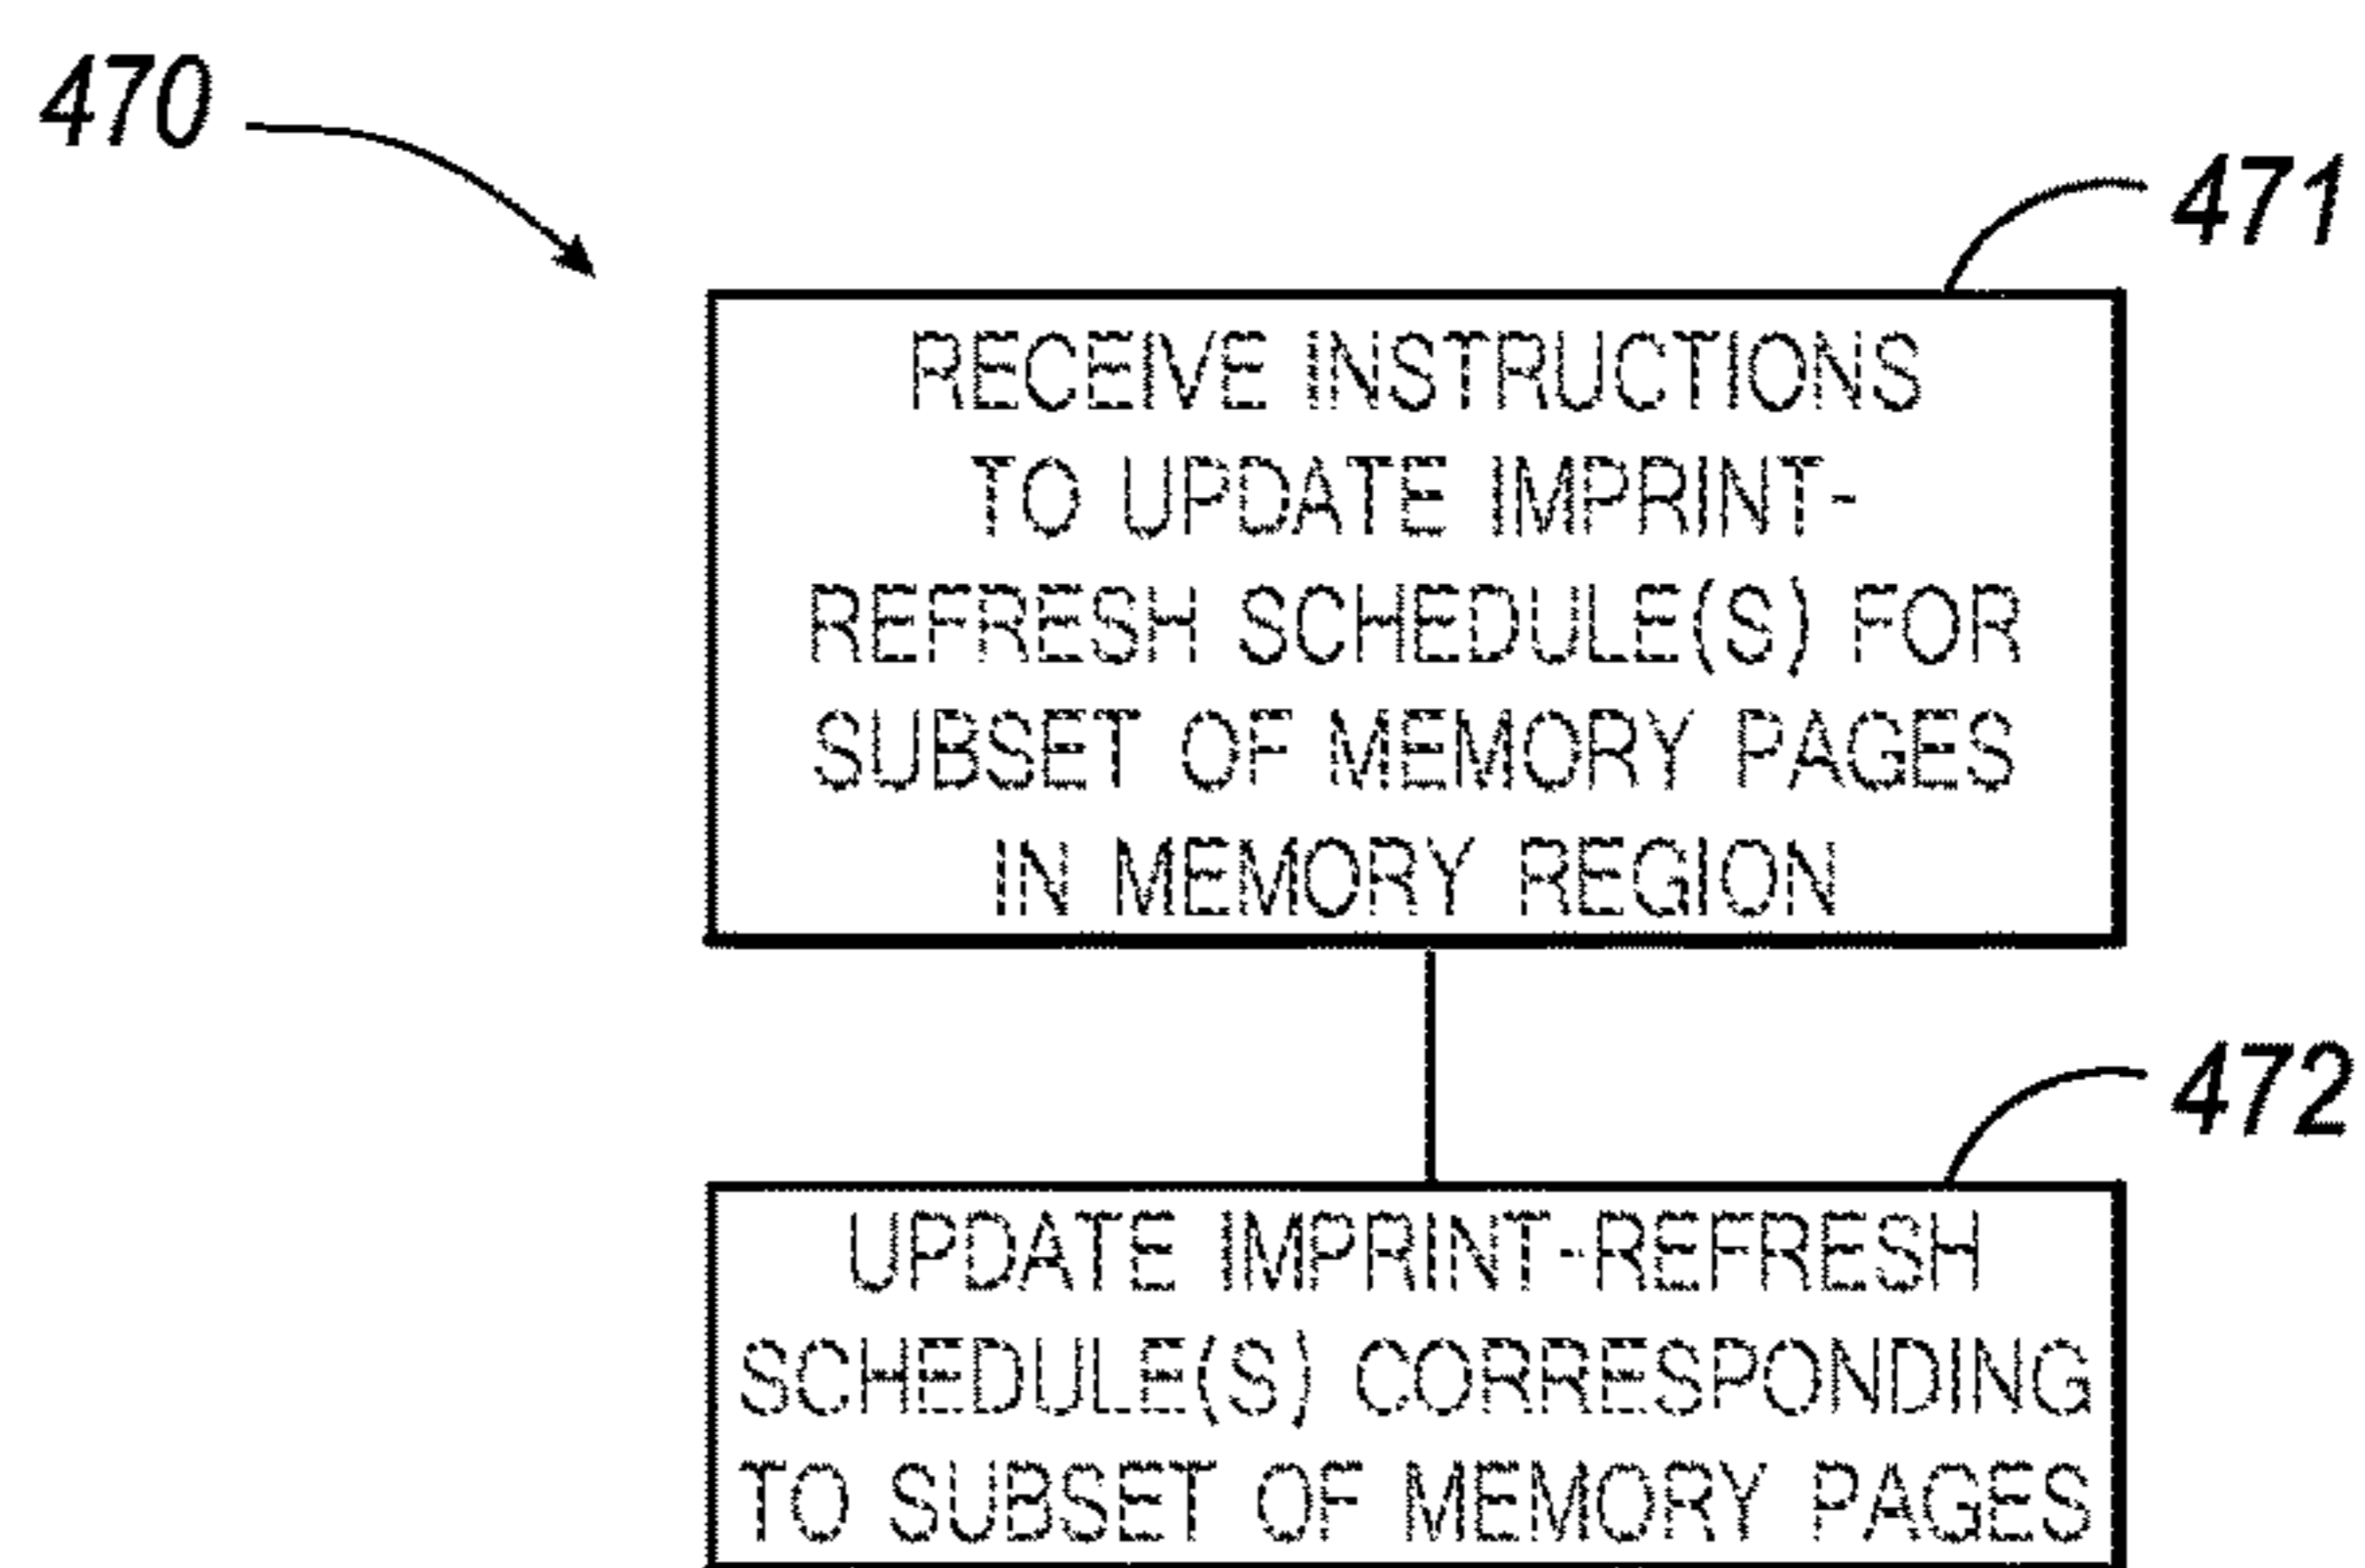 470
471
RECEIVE INSTRUCTIONS
TO UPDATE IMPRINT-
REFRESH SCHEDULE(S) FOR
SUBSET OF MEMORY PAGES
IN MEMORY REGION
472
UPDATE IMPRINT-REFRESH
SCHEDULE(S) CORRESPONDING
TO SUBSET OF MEMORY PAGES